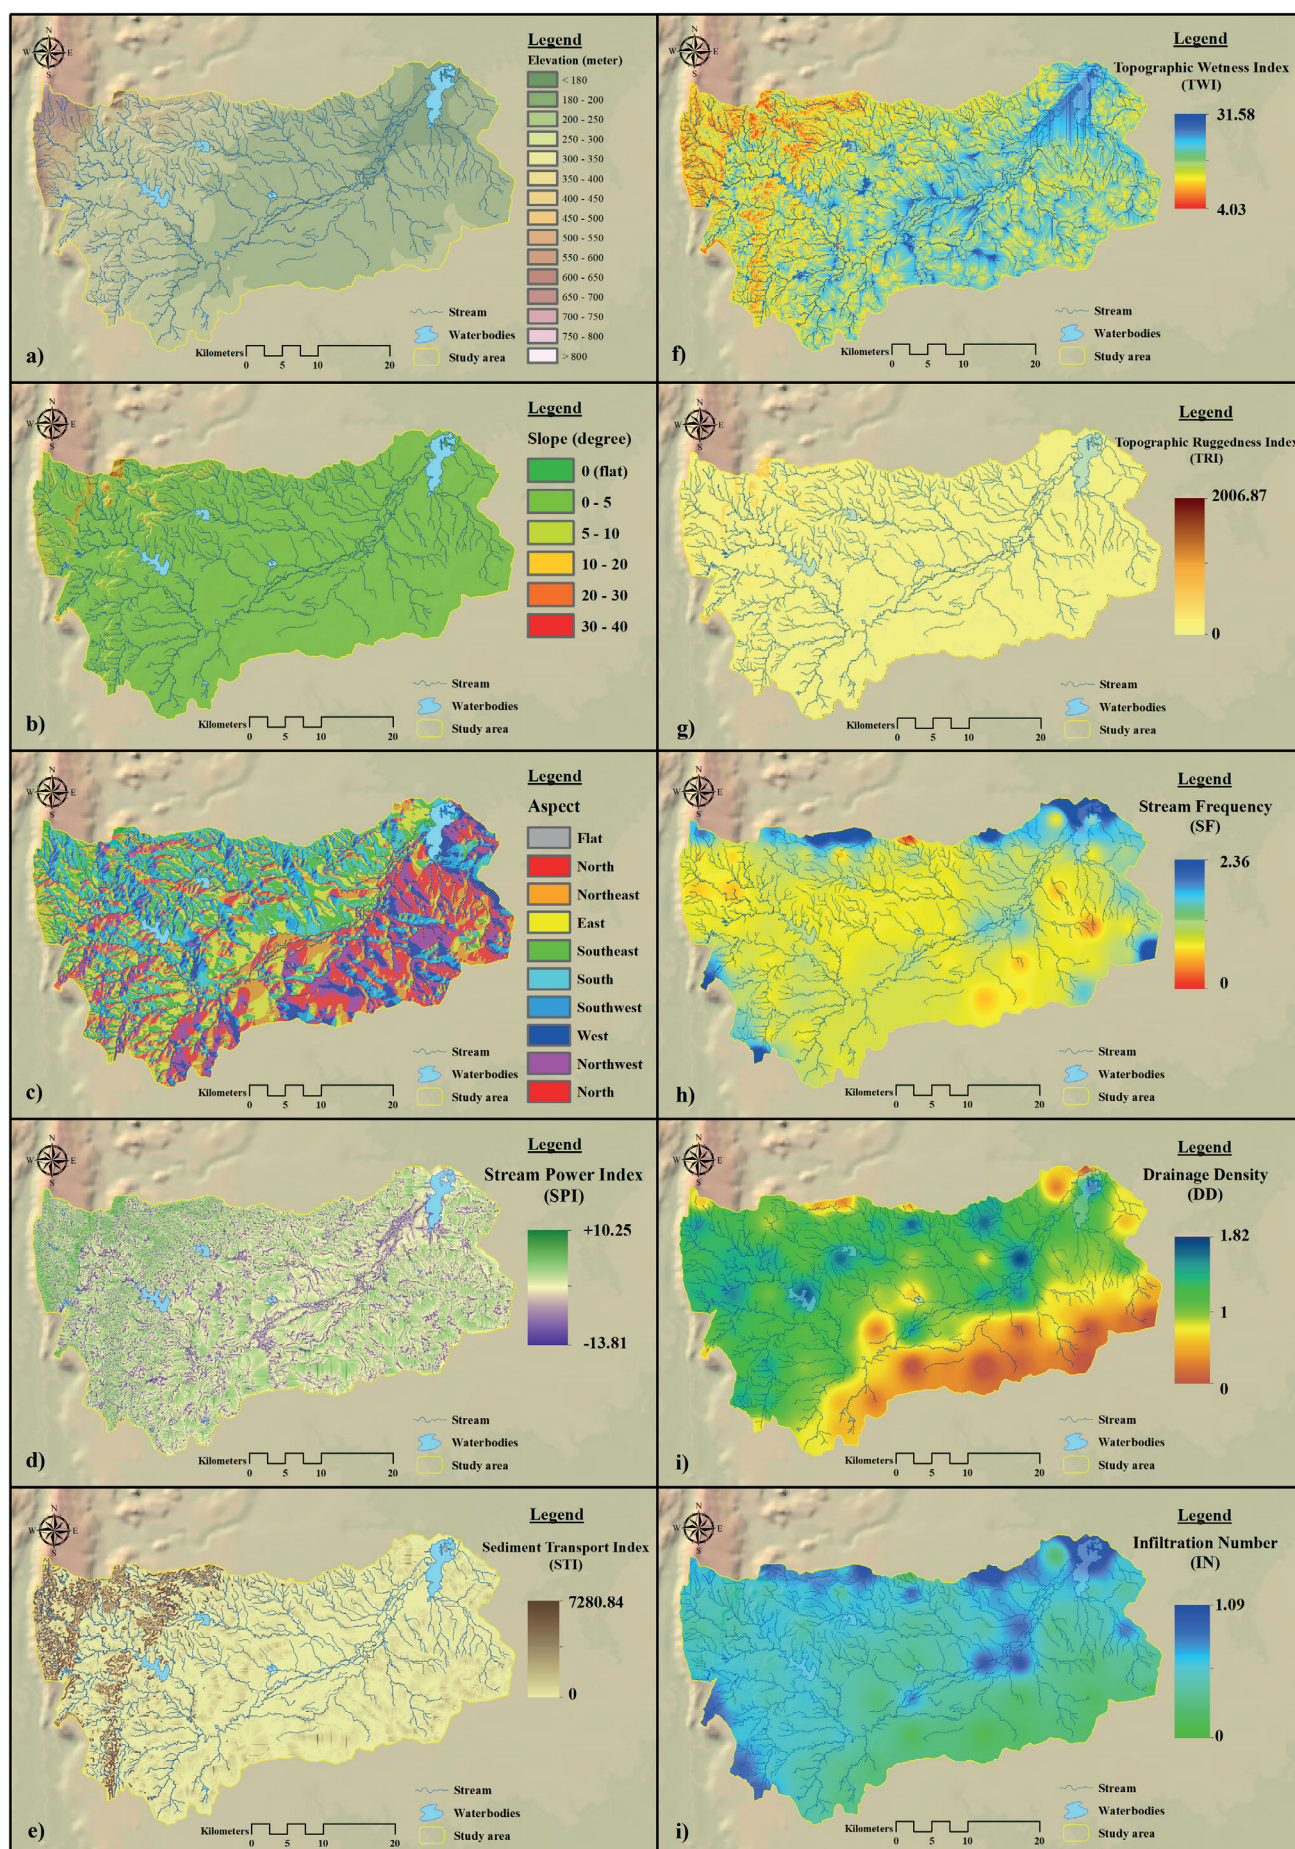 N
W
E
S
Legend
Elevation (meter)
< 180
180 - 200
200 - 250
250 - 300
300 - 350
350 - 400
400 - 450
450 - 500
500 - 550
550 - 600
600 - 650
650 - 700
700 - 750
750 - 800
> 800
Stream
Waterbodies
Study area
Kilometers
0 5 10 20
a)
N
W
E
S
Legend
Slope (degree)
0 (flat)
0 - 5
5 - 10
10 - 20
20 - 30
30 - 40
Stream
Waterbodies
Study area
Kilometers
0 5 10 20
b)
N
W
E
S
Legend
Aspect
Flat
North
Northeast
East
Southeast
South
Southwest
West
Northwest
North
Stream
Waterbodies
Study area
Kilometers
0 5 10 20
c)
N
W
E
S
Legend
Stream Power Index
(SPI)
+10.25
-13.81
Stream
Waterbodies
Study area
Kilometers
0 5 10 20
d)
N
W
E
S
Legend
Sediment Transport Index
(STI)
7280.84
0
Stream
Waterbodies
Study area
Kilometers
0 5 10 20
e)
N
W
E
S
Legend
Topographic Wetness Index
(TWI)
31.58
4.03
Stream
Waterbodies
Study area
Kilometers
0 5 10 20
f)
N
W
E
S
Legend
Topographic Ruggedness Index
(TRI)
2006.87
0
Stream
Waterbodies
Study area
Kilometers
0 5 10 20
g)
N
W
E
S
Legend
Stream Frequency
(SF)
2.36
0
Stream
Waterbodies
Study area
Kilometers
0 5 10 20
h)
N
W
E
S
Legend
Drainage Density
(DD)
1.82
1
0
Stream
Waterbodies
Study area
Kilometers
0 5 10 20
i)
N
W
E
S
Legend
Infiltration Number
(IN)
1.09
0
Stream
Waterbodies
Study area
Kilometers
0 5 10 20
i)